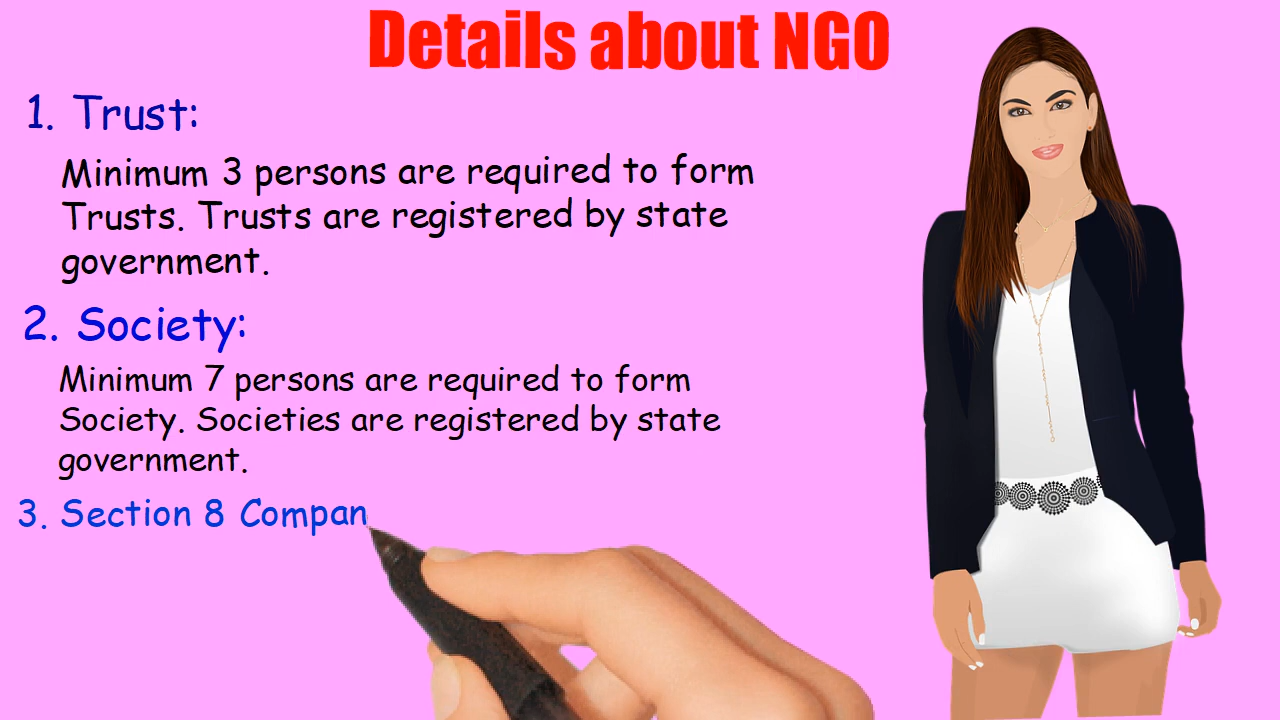 Details about NGO
1. Trust:
Minimum 3 persons are required to form
Trusts. Trusts are registered by state
government.
2. Society:
Minimum 7 persons are required to form
Society. Societies are registered by state
government.
3. Section 8 Compan